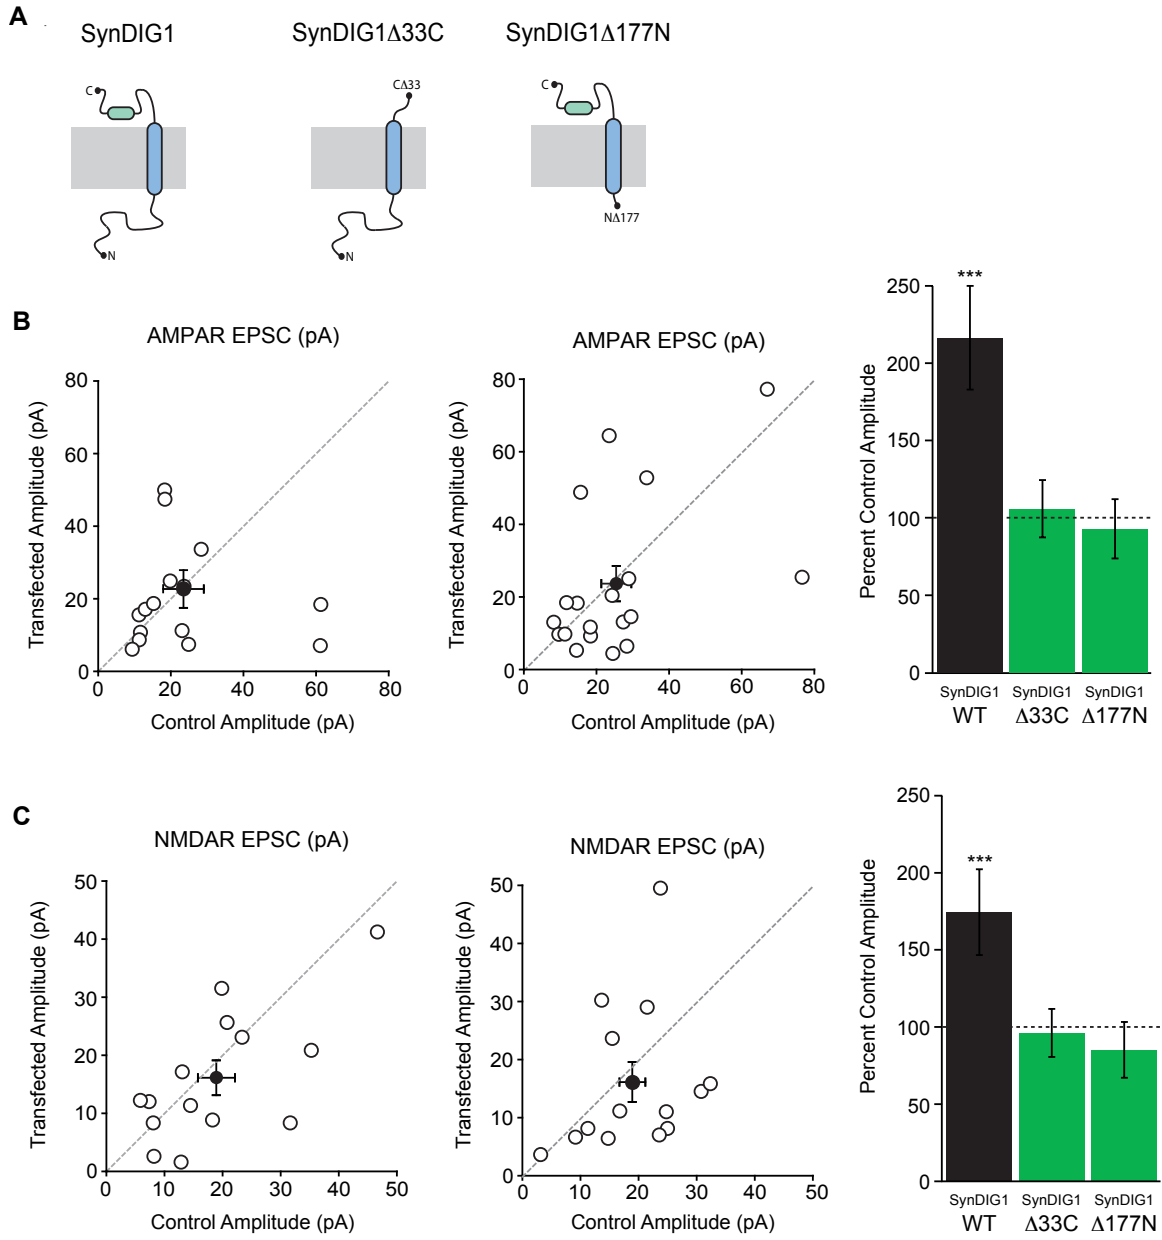 A
SynDIG1
SynDIG1Δ33C
SynDIG1Δ177N
C
N
CΔ33
N
C
NΔ177
B
AMPAR EPSC (pA)
Transfected Amplitude (pA)
80
60
40
20
0
0 20 40 60 80
Control Amplitude (pA)
AMPAR EPSC (pA)
Transfected Amplitude (pA)
80
60
40
20
0
0 20 40 60 80
Control Amplitude (pA)
Percent Control Amplitude
250
200
150
100
50
0
***
SynDIG1 SynDIG1 SynDIG1
WT Δ33C Δ177N
C
NMDAR EPSC (pA)
Transfected Amplitude (pA)
50
40
30
20
10
0
0 10 20 30 40 50
Control Amplitude (pA)
NMDAR EPSC (pA)
Transfected Amplitude (pA)
50
40
30
20
10
0
0 10 20 30 40 50
Control Amplitude (pA)
Percent Control Amplitude
250
200
150
100
50
0
***
SynDIG1 SynDIG1 SynDIG1
WT Δ33C Δ177N